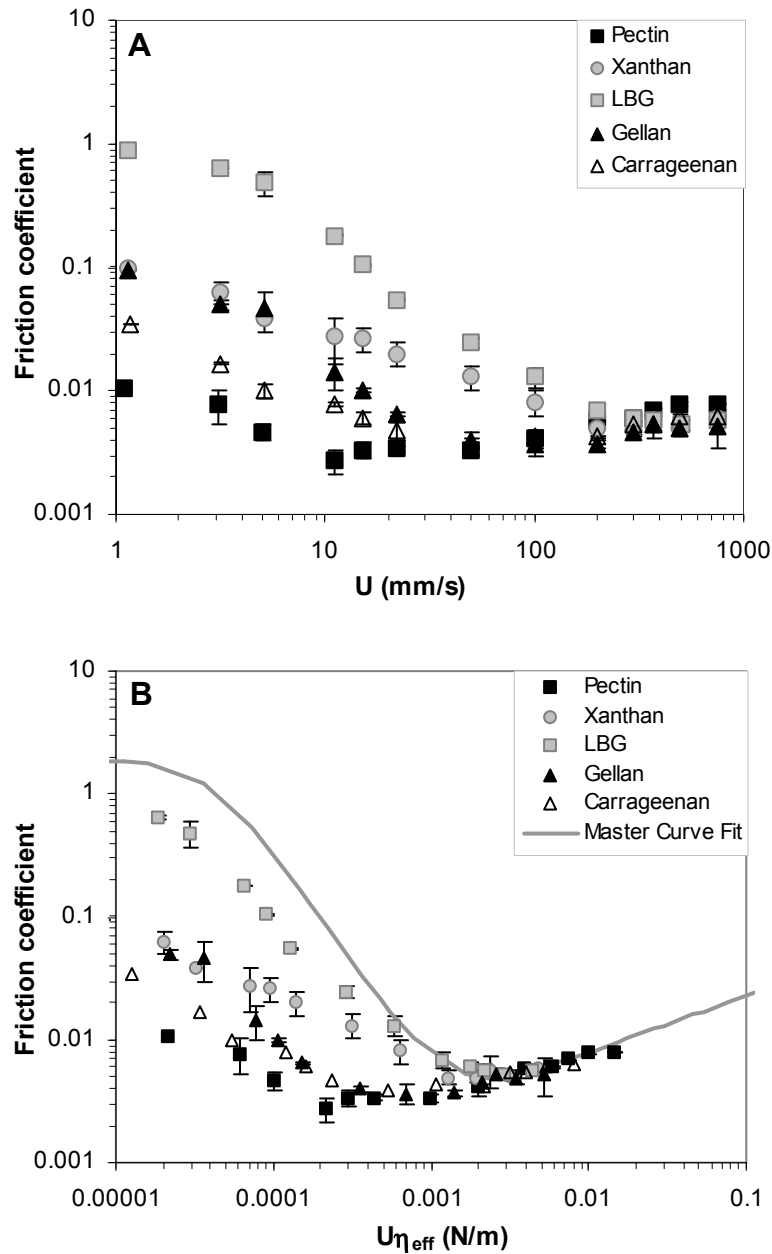 A
Pectin
Xanthan
LBG
Gellan
Carrageenan
Friction coefficient
10
1
0.1
0.01
0.001
1 10 100 1000
U (mm/s)
B
Pectin
Xanthan
LBG
Gellan
Carrageenan
Master Curve Fit
Friction coefficient
10
1
0.1
0.01
0.001
0.00001 0.0001 0.001 0.01 0.1
Uηeff (N/m)